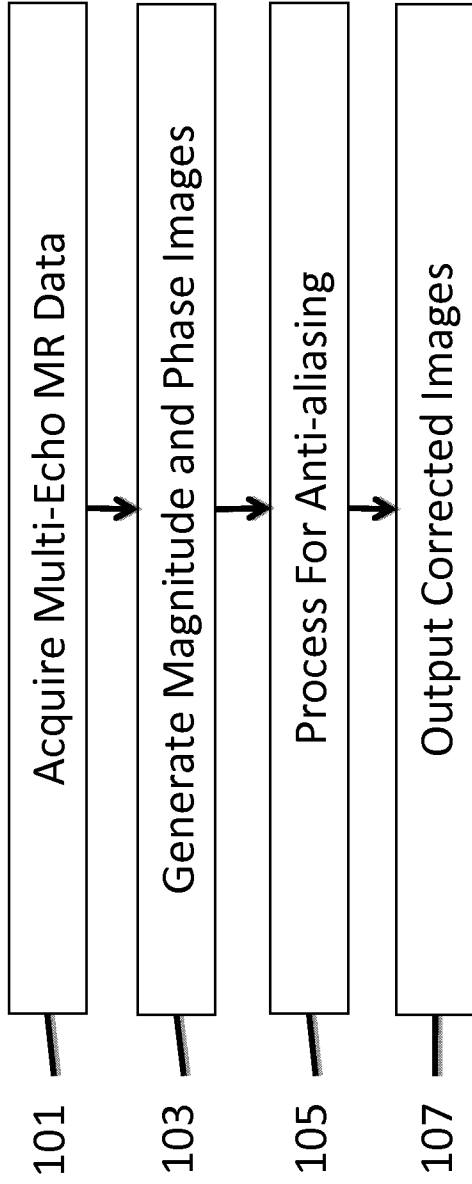 101
Acquire Multi-Echo MR Data
103
Generate Magnitude and Phase Images
105
Process For Anti-aliasing
107
Output Corrected Images